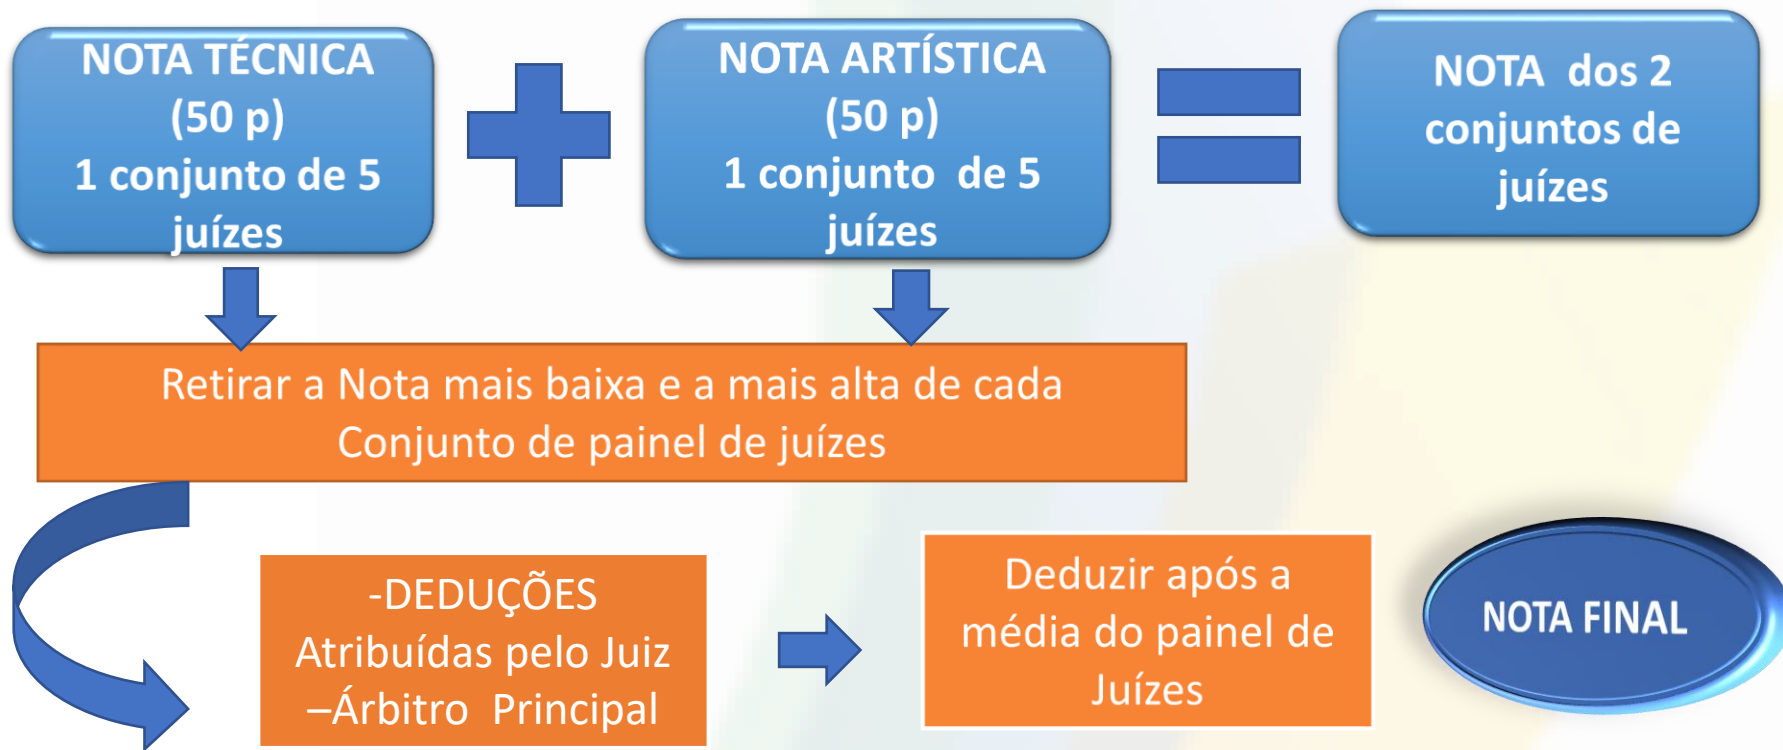 NOTA TÉCNICA
(50 p)
1 conjunto de 5
juízes
NOTA ARTÍSTICA
(50 p)
1 conjunto de 5
juízes
NOTA dos 2
conjuntos de
juízes
Retirar a Nota mais baixa e a mais alta de cada
Conjunto de painel de juízes
-DEDUÇÕES
Atribuídas pelo Juiz
–Árbitro Principal
Deduzir após a
média do painel de
Juízes
NOTA FINAL